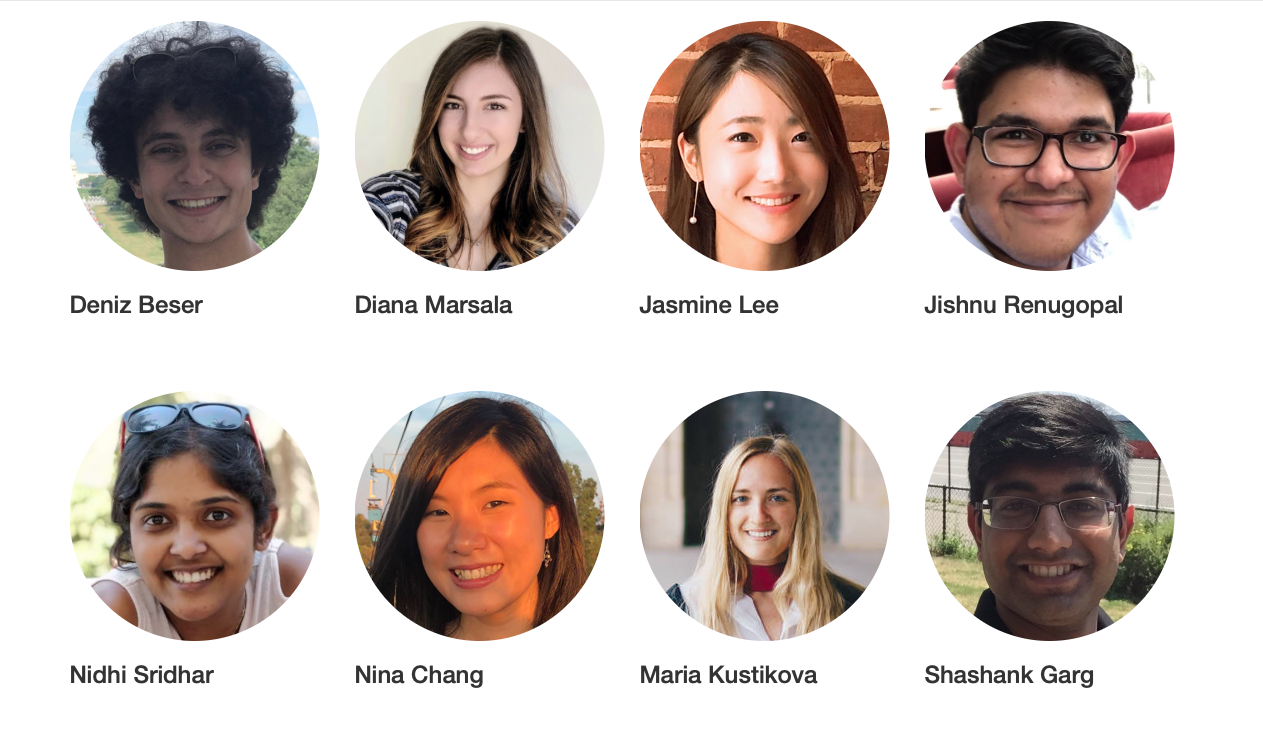 Deniz Beser
Diana Marsala
Jasmine Lee
Jishnu Renugopal
Nidhi Sridhar
Nina Chang
Maria Kustikova
Shashank Garg